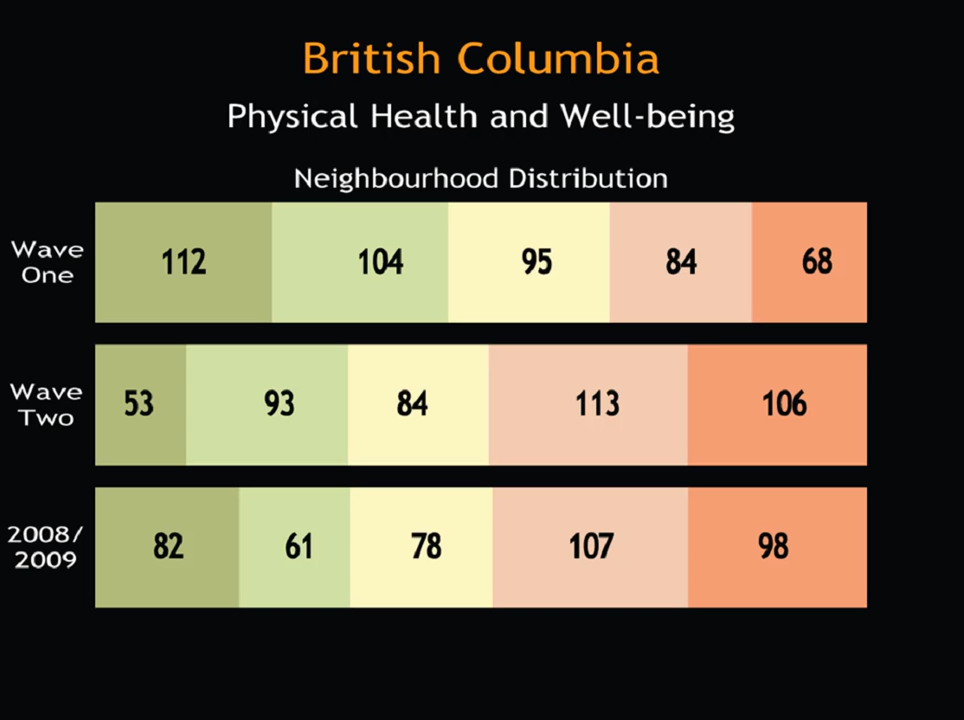 British Columbia
Physical Health and Well-being
Neighbourhood Distribution
Wave
One
112 104 95 84 68
Wave
Two
53 93 84 113 106
2008/
2009
82 61 78 107 98